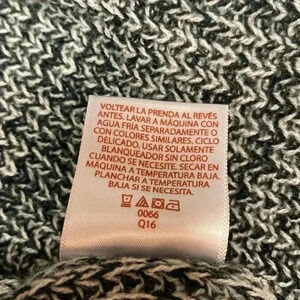 VOLTEAR LA PRENDA AL REVÉS
ANTES. LAVAR A MÁQUINA CON
AGUA FRÍA SEPARADAMENTE O
CON COLORES SIMILARES. CICLO
DELICADO. USAR SOLAMENTE
BLANQUEADOR SIN CLORO
CUANDO SE NECESITE. SECAR EN
MÁQUINA A TEMPERATURA BAJA.
PLANCHAR A TEMPERATURA
BAJA SI SE NECESITA.
0066
Q16